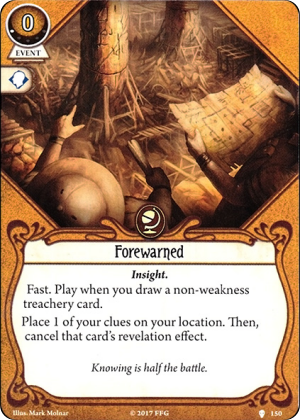 0
EVENT
Forewarned
Insight.
Fast. Play when you draw a non-weakness
treachery card.
Place 1 of your clues on your location. Then,
cancel that card's revelation effect.
Knowing is half the battle.
Illus. Mark Molnar
© 2017 FFG
150